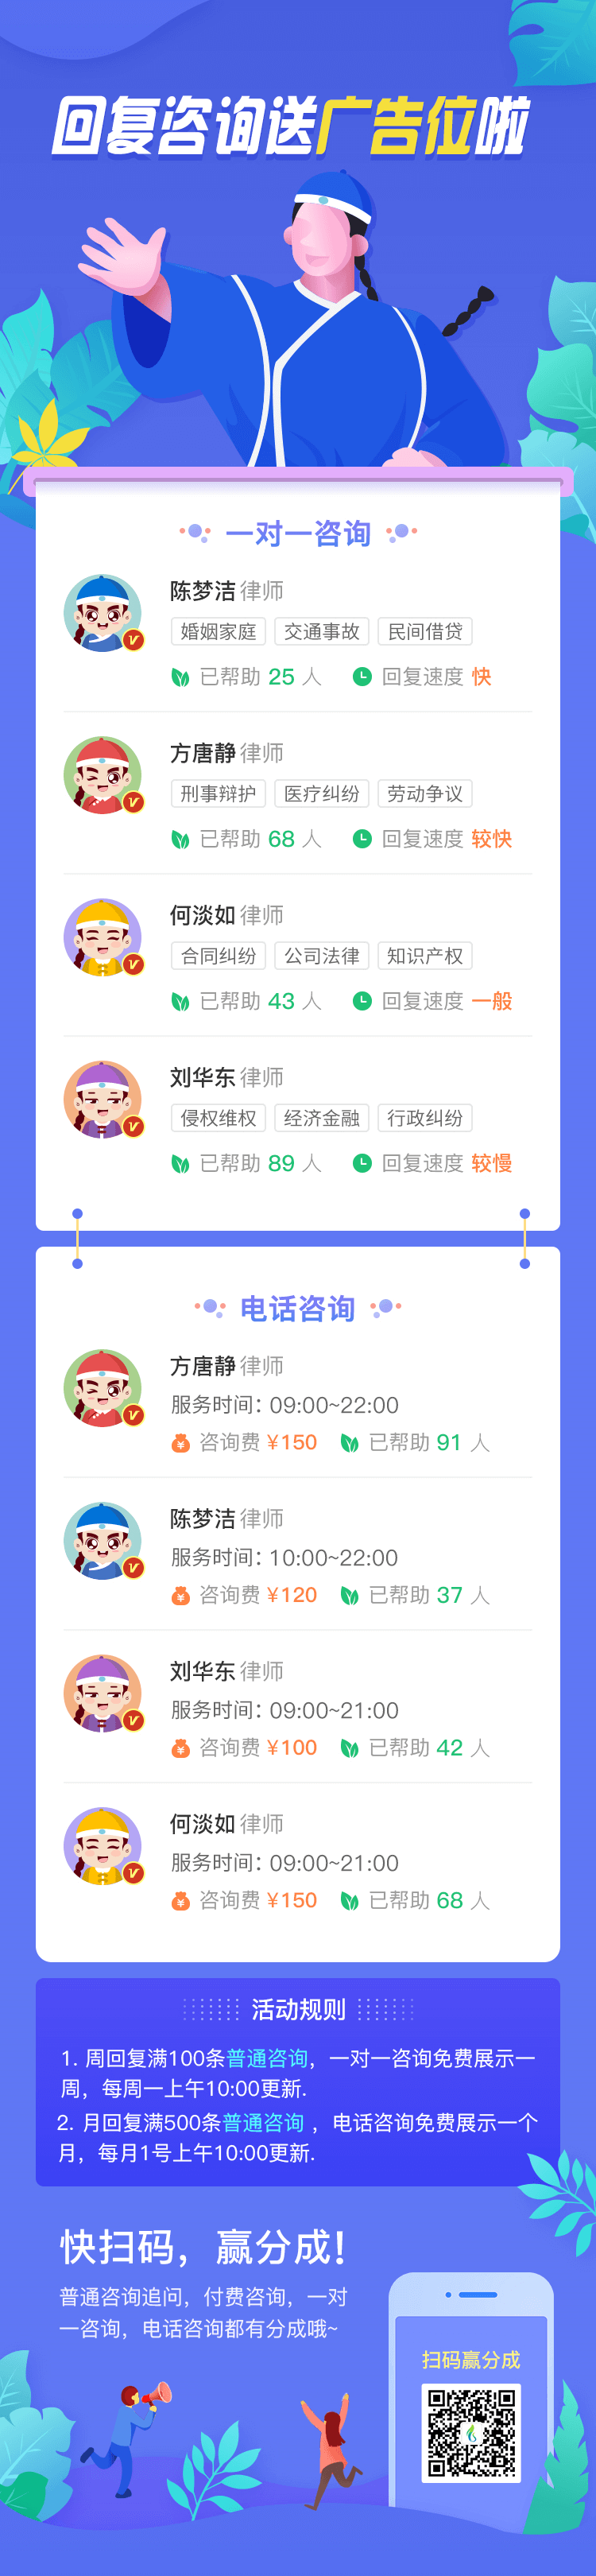 回复咨询送广告位啦
一对一咨询
陈梦洁律师
婚姻家庭 交通事故 民间借贷
已帮助 25 人 回复速度 快
方唐静律师
刑事辩护 医疗纠纷 劳动争议
已帮助 68 人 回复速度 较快
何淡如律师
合同纠纷 公司法律 知识产权
已帮助 43 人 回复速度 一般
刘华东律师
侵权维权 经济金融 行政纠纷
已帮助 89 人 回复速度 较慢
电话咨询
方唐静律师
服务时间：09:00~22:00
咨询费 ¥150 已帮助 91 人
陈梦洁律师
服务时间：10:00~22:00
咨询费 ¥120 已帮助 37 人
刘华东律师
服务时间：09:00~21:00
咨询费 ¥100 已帮助 42 人
何淡如律师
服务时间：09:00~21:00
咨询费 ¥150 已帮助 68 人
活动规则
1. 周回复满100条普通咨询，一对一咨询免费展示一
周，每周一上午10:00更新.
2. 月回复满500条普通咨询 ，电话咨询免费展示一个
月，每月1号上午10:00更新.
快扫码，赢分成!
普通咨询追问，付费咨询，一对
一咨询，电话咨询都有分成哦~
扫码赢分成